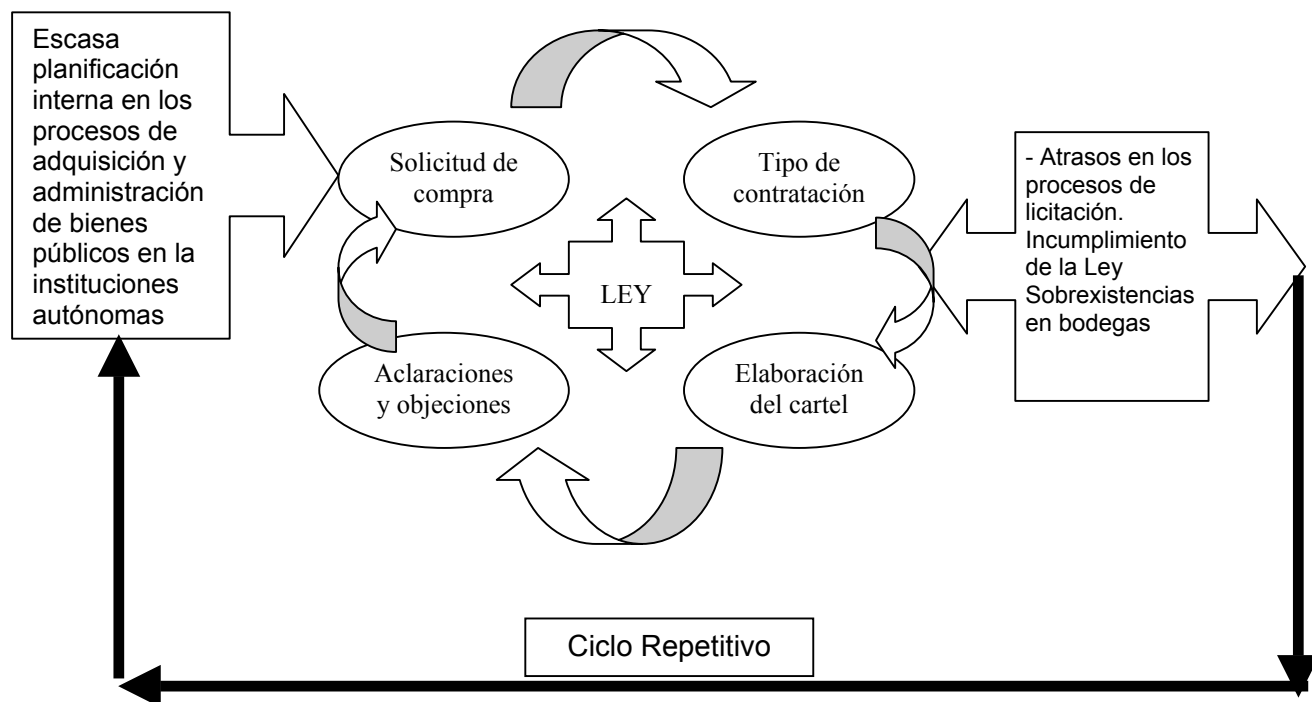 Escasa
planificación
interna en los
procesos de
adquisición y
administración
de bienes
públicos en la
instituciones
autónomas
Solicitud de
compra
Tipo de
contratación
LEY
Aclaraciones
y objeciones
Elaboración
del cartel
- Atrasos en los
procesos de
licitación.
Incumplimiento
de la Ley
Sobrexistencias
en bodegas
Ciclo Repetitivo